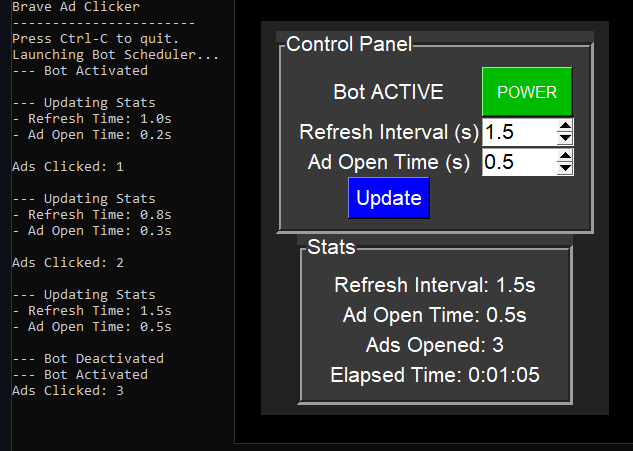 Brave Ad Clicker
-----------------------
Press Ctrl-C to quit.
Launching Bot Scheduler...
--- Bot Activated
--- Updating Stats
- Refresh Time: 1.0s
- Ad Open Time: 0.2s
Ads Clicked: 1
--- Updating Stats
- Refresh Time: 0.8s
- Ad Open Time: 0.3s
Ads Clicked: 2
--- Updating Stats
- Refresh Time: 1.5s
- Ad Open Time: 0.5s
--- Bot Deactivated
--- Bot Activated
Ads Clicked: 3
Control Panel
Bot ACTIVE POWER
Refresh Interval (s) 1.5
Ad Open Time (s) 0.5
Update
Stats
Refresh Interval: 1.5s
Ad Open Time: 0.5s
Ads Opened: 3
Elapsed Time: 0:01:05